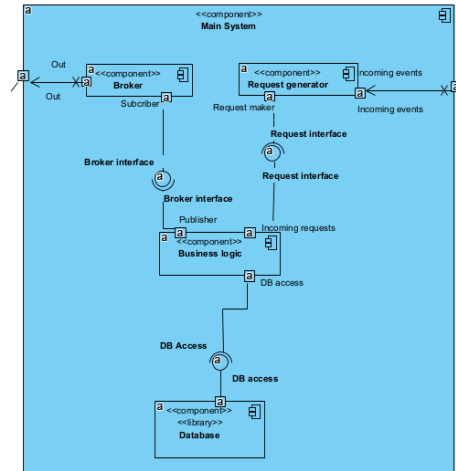 a
<<component>>
Main System
a
Out
a
Out
a
<<component>>
Broker
a
Subcriber
a
a
<<component>>
Request generator
a
Request maker
Incoming events
a
Incoming events
a
Request interface
a
Request interface
Broker interface
a
Broker interface
Publisher
a
a
Incoming requests
a
<<component>>
Business logic
a
DB access
DB Access
a
DB access
a
a
<<component>>
<<library>>
Database